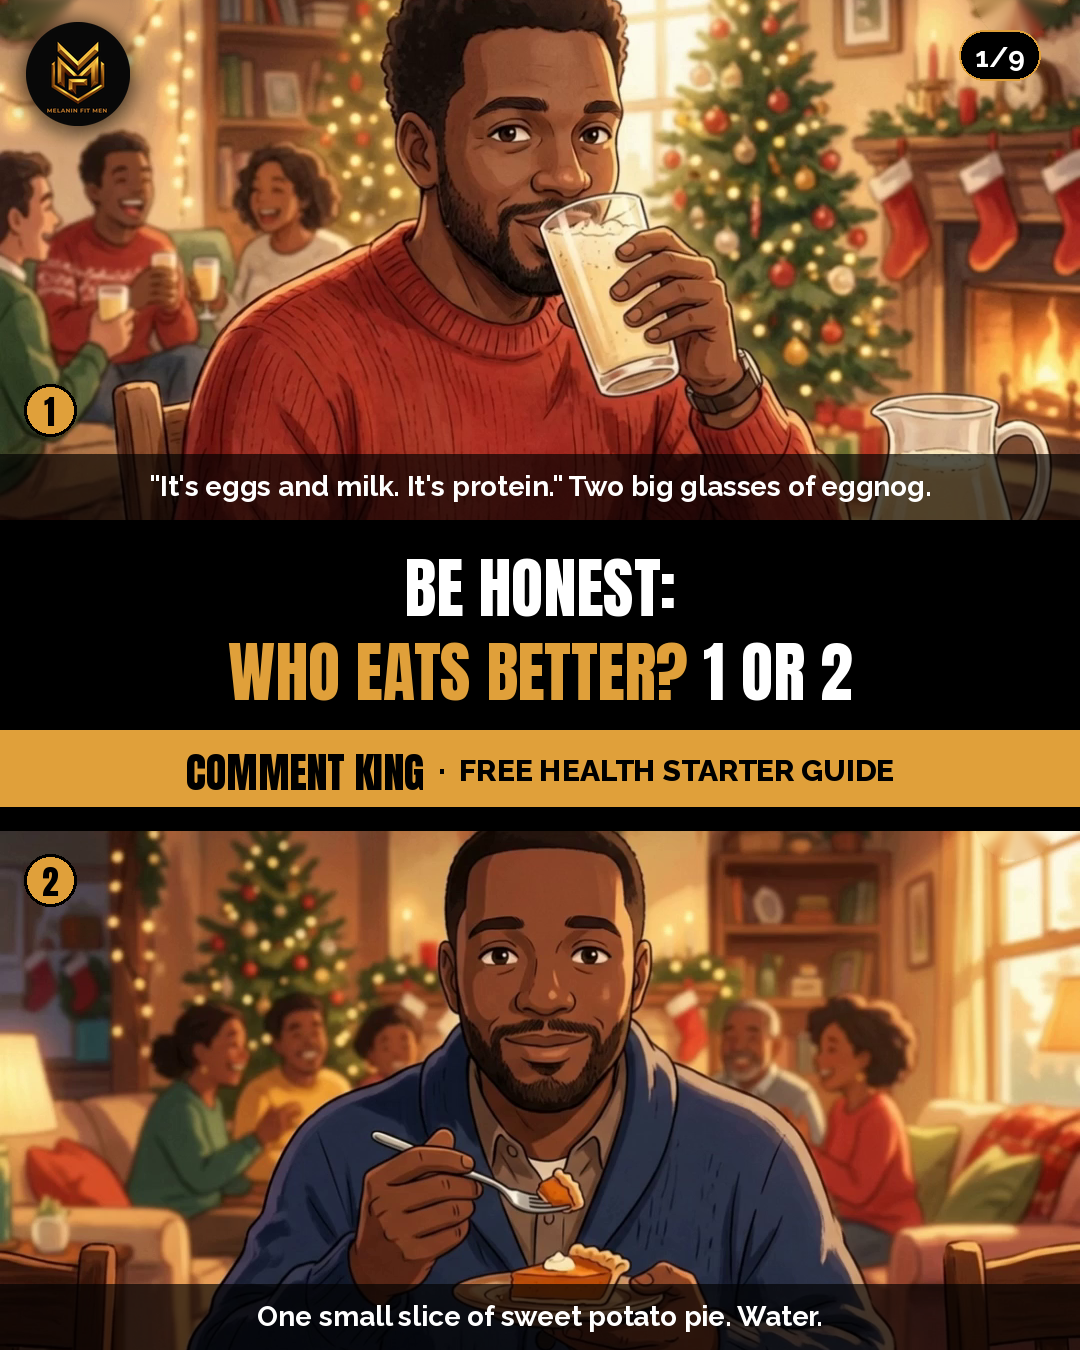 MELANIN FIT MEN
1/9
1
"It's eggs and milk. It's protein." Two big glasses of eggnog.
BE HONEST:
WHO EATS BETTER? 1 OR 2
COMMENT KING · FREE HEALTH STARTER GUIDE
2
One small slice of sweet potato pie. Water.